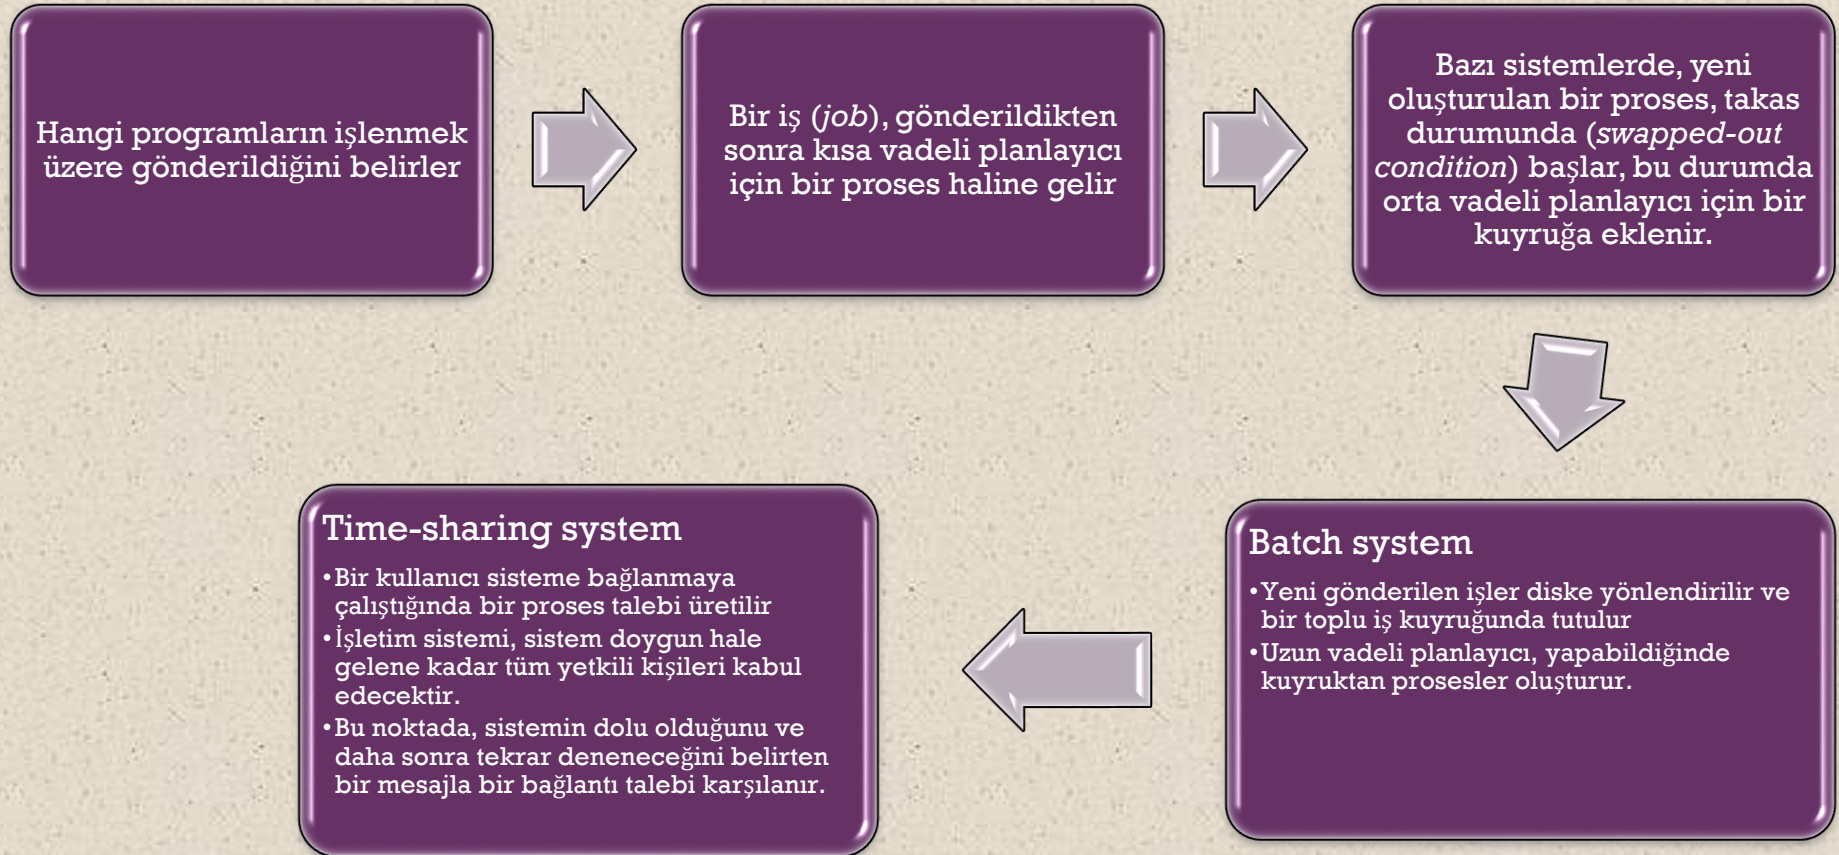 Hangi programların işlenmek
üzere gönderildiğini belirler
Bir iş (job), gönderildikten
sonra kısa vadeli planlayıcı
için bir proses haline gelir
Bazı sistemlerde, yeni
oluşturulan bir proses, takas
durumunda (swapped-out
condition) başlar, bu durumda
orta vadeli planlayıcı için bir
kuyruğa eklenir.
Batch system
•Yeni gönderilen işler diske yönlendirilir ve
bir toplu iş kuyruğunda tutulur
•Uzun vadeli planlayıcı, yapabildiğinde
kuyruktan prosesler oluşturur.
Time-sharing system
•Bir kullanıcı sisteme bağlanmaya
çalıştığında bir proses talebi üretilir
•İşletim sistemi, sistem doygun hale
gelene kadar tüm yetkili kişileri kabul
edecektir.
•Bu noktada, sistemin dolu olduğunu ve
daha sonra tekrar deneneceğini belirten
bir mesajla bir bağlantı talebi karşılanır.